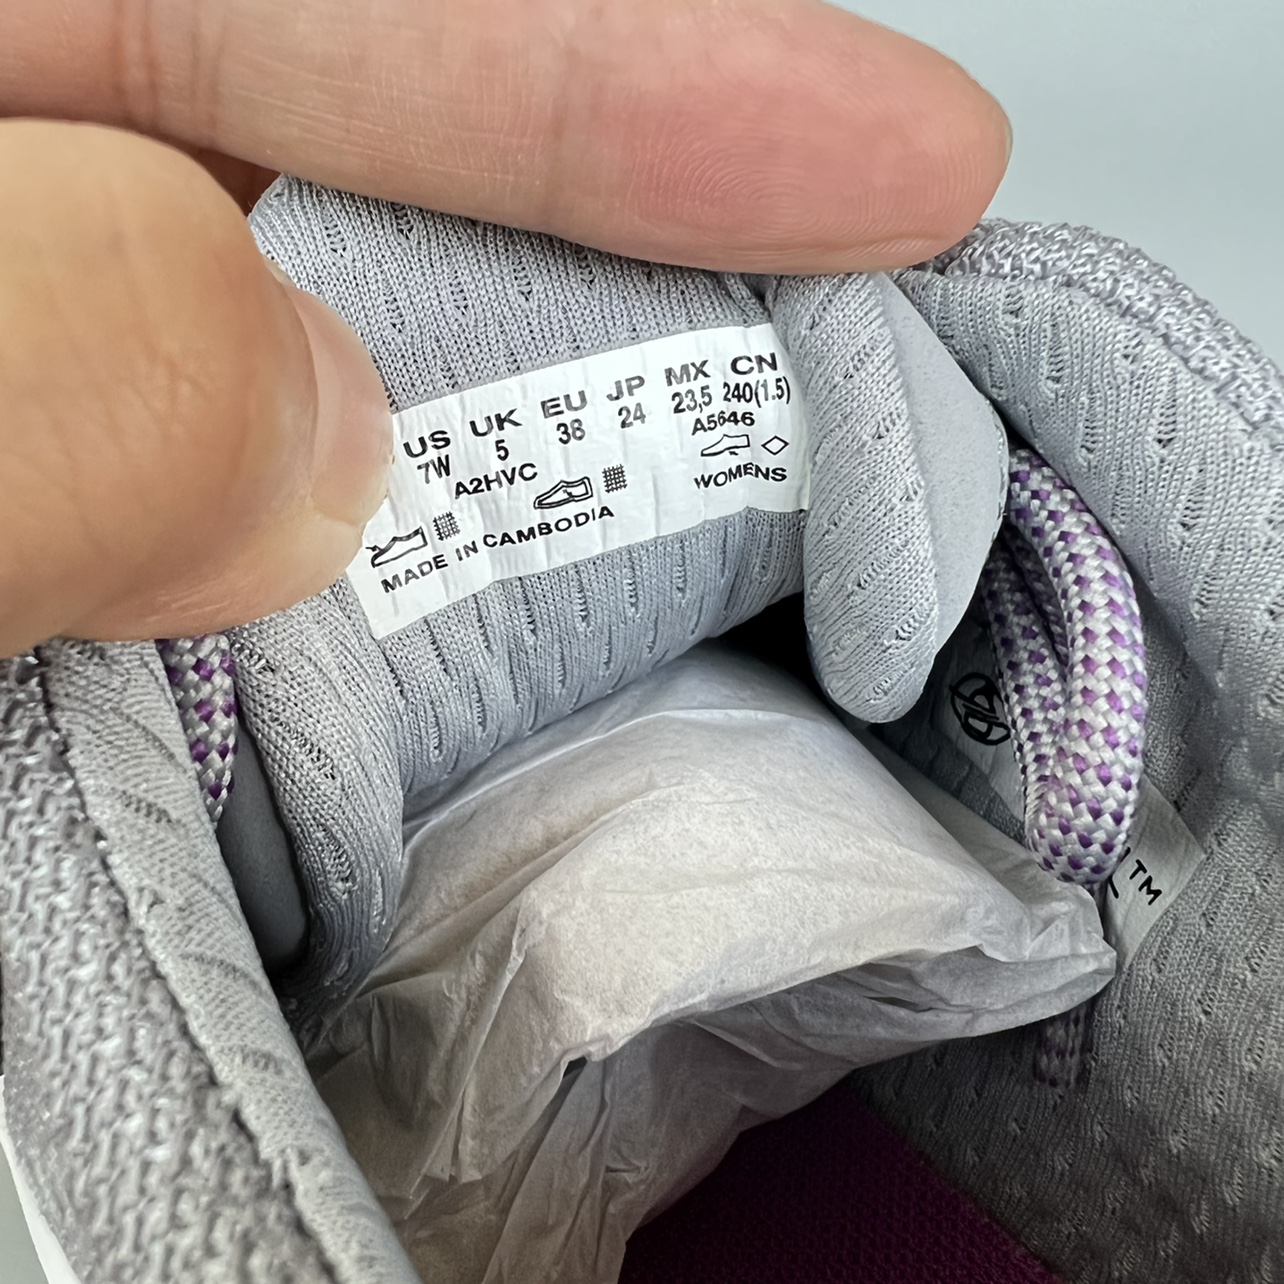 US UK EU JP MX CN
7W 5 38 24 23,5 240(1.5)
A2HVC A5646
WOMENS
MADE IN CAMBODIA
TM